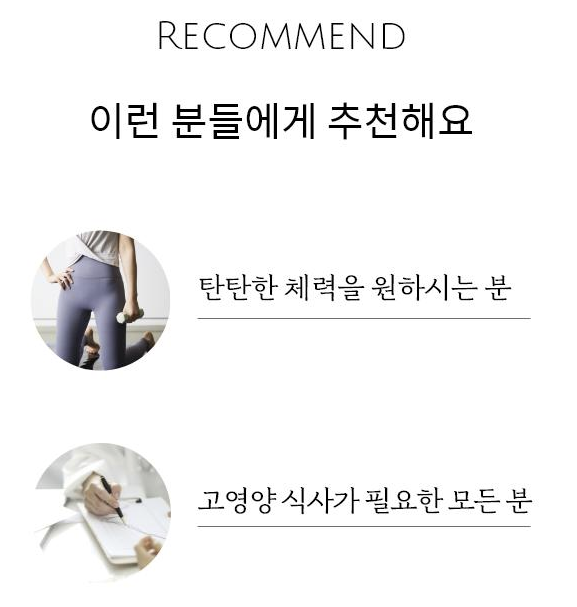 RECOMMEND
이런 분들에게 추천해요
탄탄한 체력을 원하시는 분
고영양 식사가 필요한 모든 분